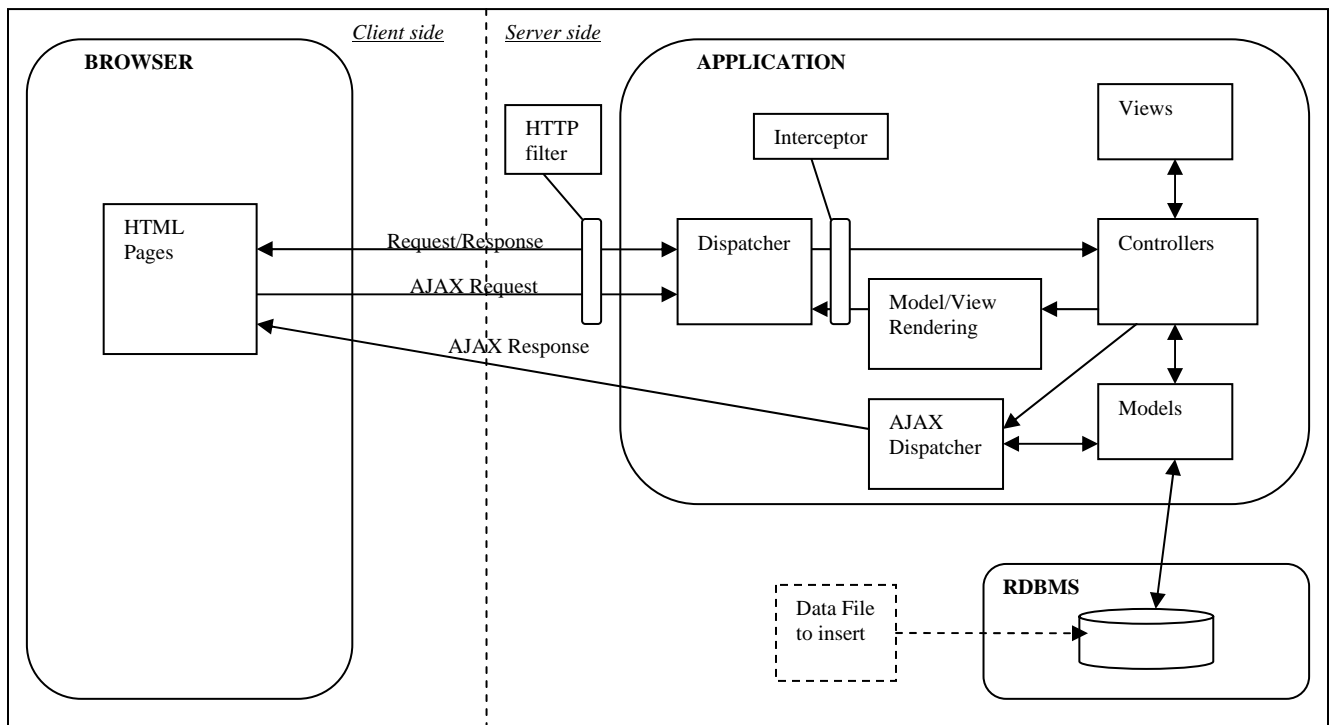 Client side
Server side
BROWSER
APPLICATION
HTTP
filter
Interceptor
Views
HTML
Pages
Request/Response
Dispatcher
Controllers
AJAX Request
Model/View
Rendering
AJAX Response
AJAX
Dispatcher
Models
RDBMS
Data File
to insert